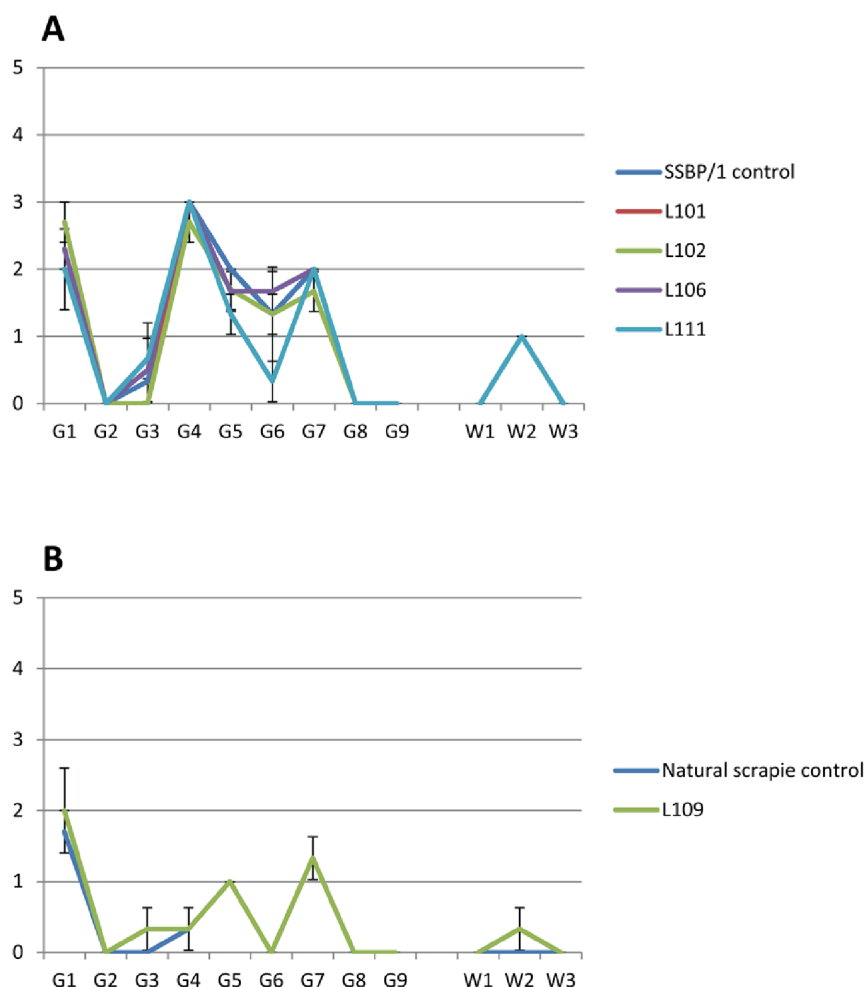 A
5
4
3
2
1
0
G1 G2 G3 G4 G5 G6 G7 G8 G9 W1 W2 W3
SSBP/1 control
L101
L102
L106
L111
B
5
4
3
2
1
0
G1 G2 G3 G4 G5 G6 G7 G8 G9 W1 W2 W3
Natural scrapie control
L109